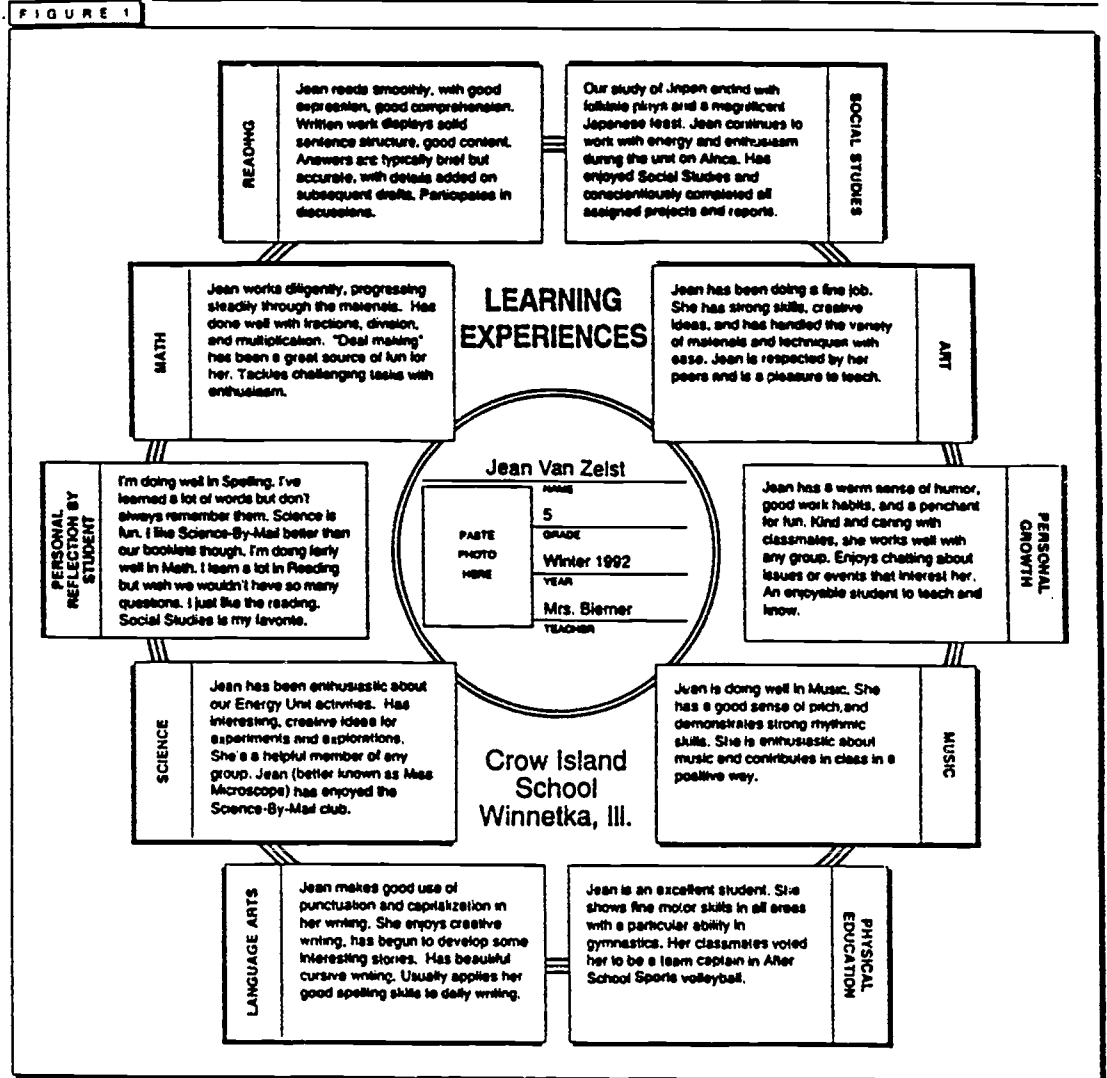 FIGURE 1
READING
Jean reads smoothly, with good
expression, good comprehension.
Written work displays solid
sentence structure, good content.
Answers are typically brief but
accurate, with details added on
subsequent drafts. Participates in
discussions.
SOCIAL STUDIES
Our study of Japan ended with
folktale plays and a magnificent
Japanese feast. Jean continues to
work with energy and enthusiasm
during the unit on Africa. Has
enjoyed Social Studies and
conscientiously completed all
assigned projects and reports.
MATH
Jean works diligently, progressing
steadily through the materials. Has
done well with fractions, division,
and multiplication. "Deal making"
has been a great source of fun for
her. Tackles challenging tasks with
enthusiasm.
LEARNING
EXPERIENCES
ART
Jean has been doing a fine job.
She has strong skills, creative
ideas, and has handled the variety
of materials and techniques with
ease. Jean is respected by her
peers and is a pleasure to teach.
PERSONAL
REFLECTION BY
STUDENT
I'm doing well in Spelling. I've
learned a lot of words but don't
always remember them. Science is
fun. I like Science-By-Mail better than
our booklets though. I'm doing fairly
well in Math. I learn a lot in Reading
but wish we wouldn't have so many
questions. I just like the reading.
Social Studies is my favorite.
Jean Van Zelst
NAME
PASTE
PHOTO
HERE
5
GRADE
Winter 1992
YEAR
Mrs. Biemer
TEACHER
PERSONAL
GROWTH
Jean has a warm sense of humor,
good work habits, and a penchant
for fun. Kind and caring with
classmates, she works well with
any group. Enjoys chatting about
issues or events that interest her.
An enjoyable student to teach and
know.
SCIENCE
Jean has been enthusiastic about
our Energy Unit activities. Has
interesting, creative ideas for
experiments and explorations.
She's a helpful member of any
group. Jean (better known as Miss
Microscope) has enjoyed the
Science-By-Mail club.
Crow Island
School
Winnetka, Ill.
MUSIC
Jean is doing well in Music. She
has a good sense of pitch, and
demonstrates strong rhythmic
skills. She is enthusiastic about
music and contributes in class in a
positive way.
LANGUAGE ARTS
Jean makes good use of
punctuation and capitalization in
her writing. She enjoys creative
writing, has begun to develop some
interesting stories. Has beautiful
cursive writing. Usually applies her
good spelling skills to daily writing.
PHYSICAL
EDUCATION
Jean is an excellent student. She
shows fine motor skills in all areas
with a particular ability in
gymnastics. Her classmates voted
her to be a team captain in After
School Sports volleyball.